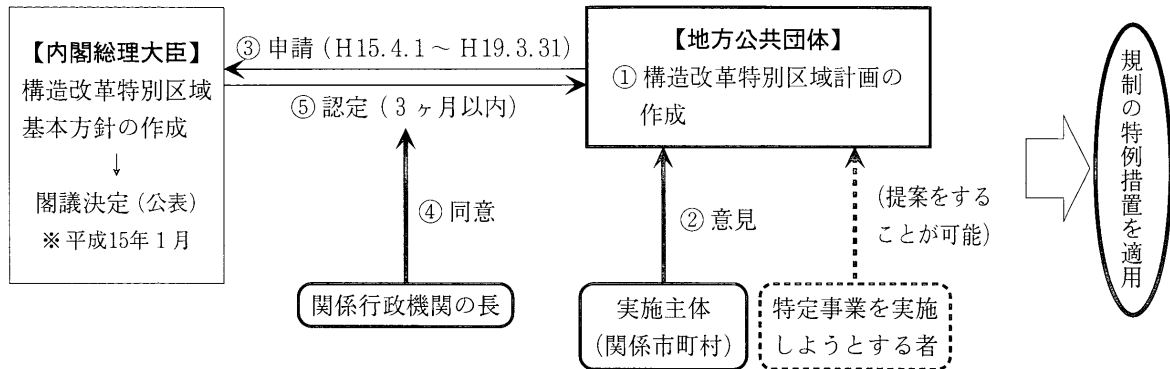 【内閣総理大臣】
構造改革特別区域
基本方針の作成
↓
閣議決定(公表)
※平成15年1月
③申請(H15.4.1～H19.3.31)
⑤認定(3ヶ月以内)
④同意
関係行政機関の長
【地方公共団体】
①構造改革特別区域計画の
作成
②意見
実施主体
(関係市町村)
(提案をする
ことが可能)
特定事業を実施
しようとする者
規制の特例措置を適用